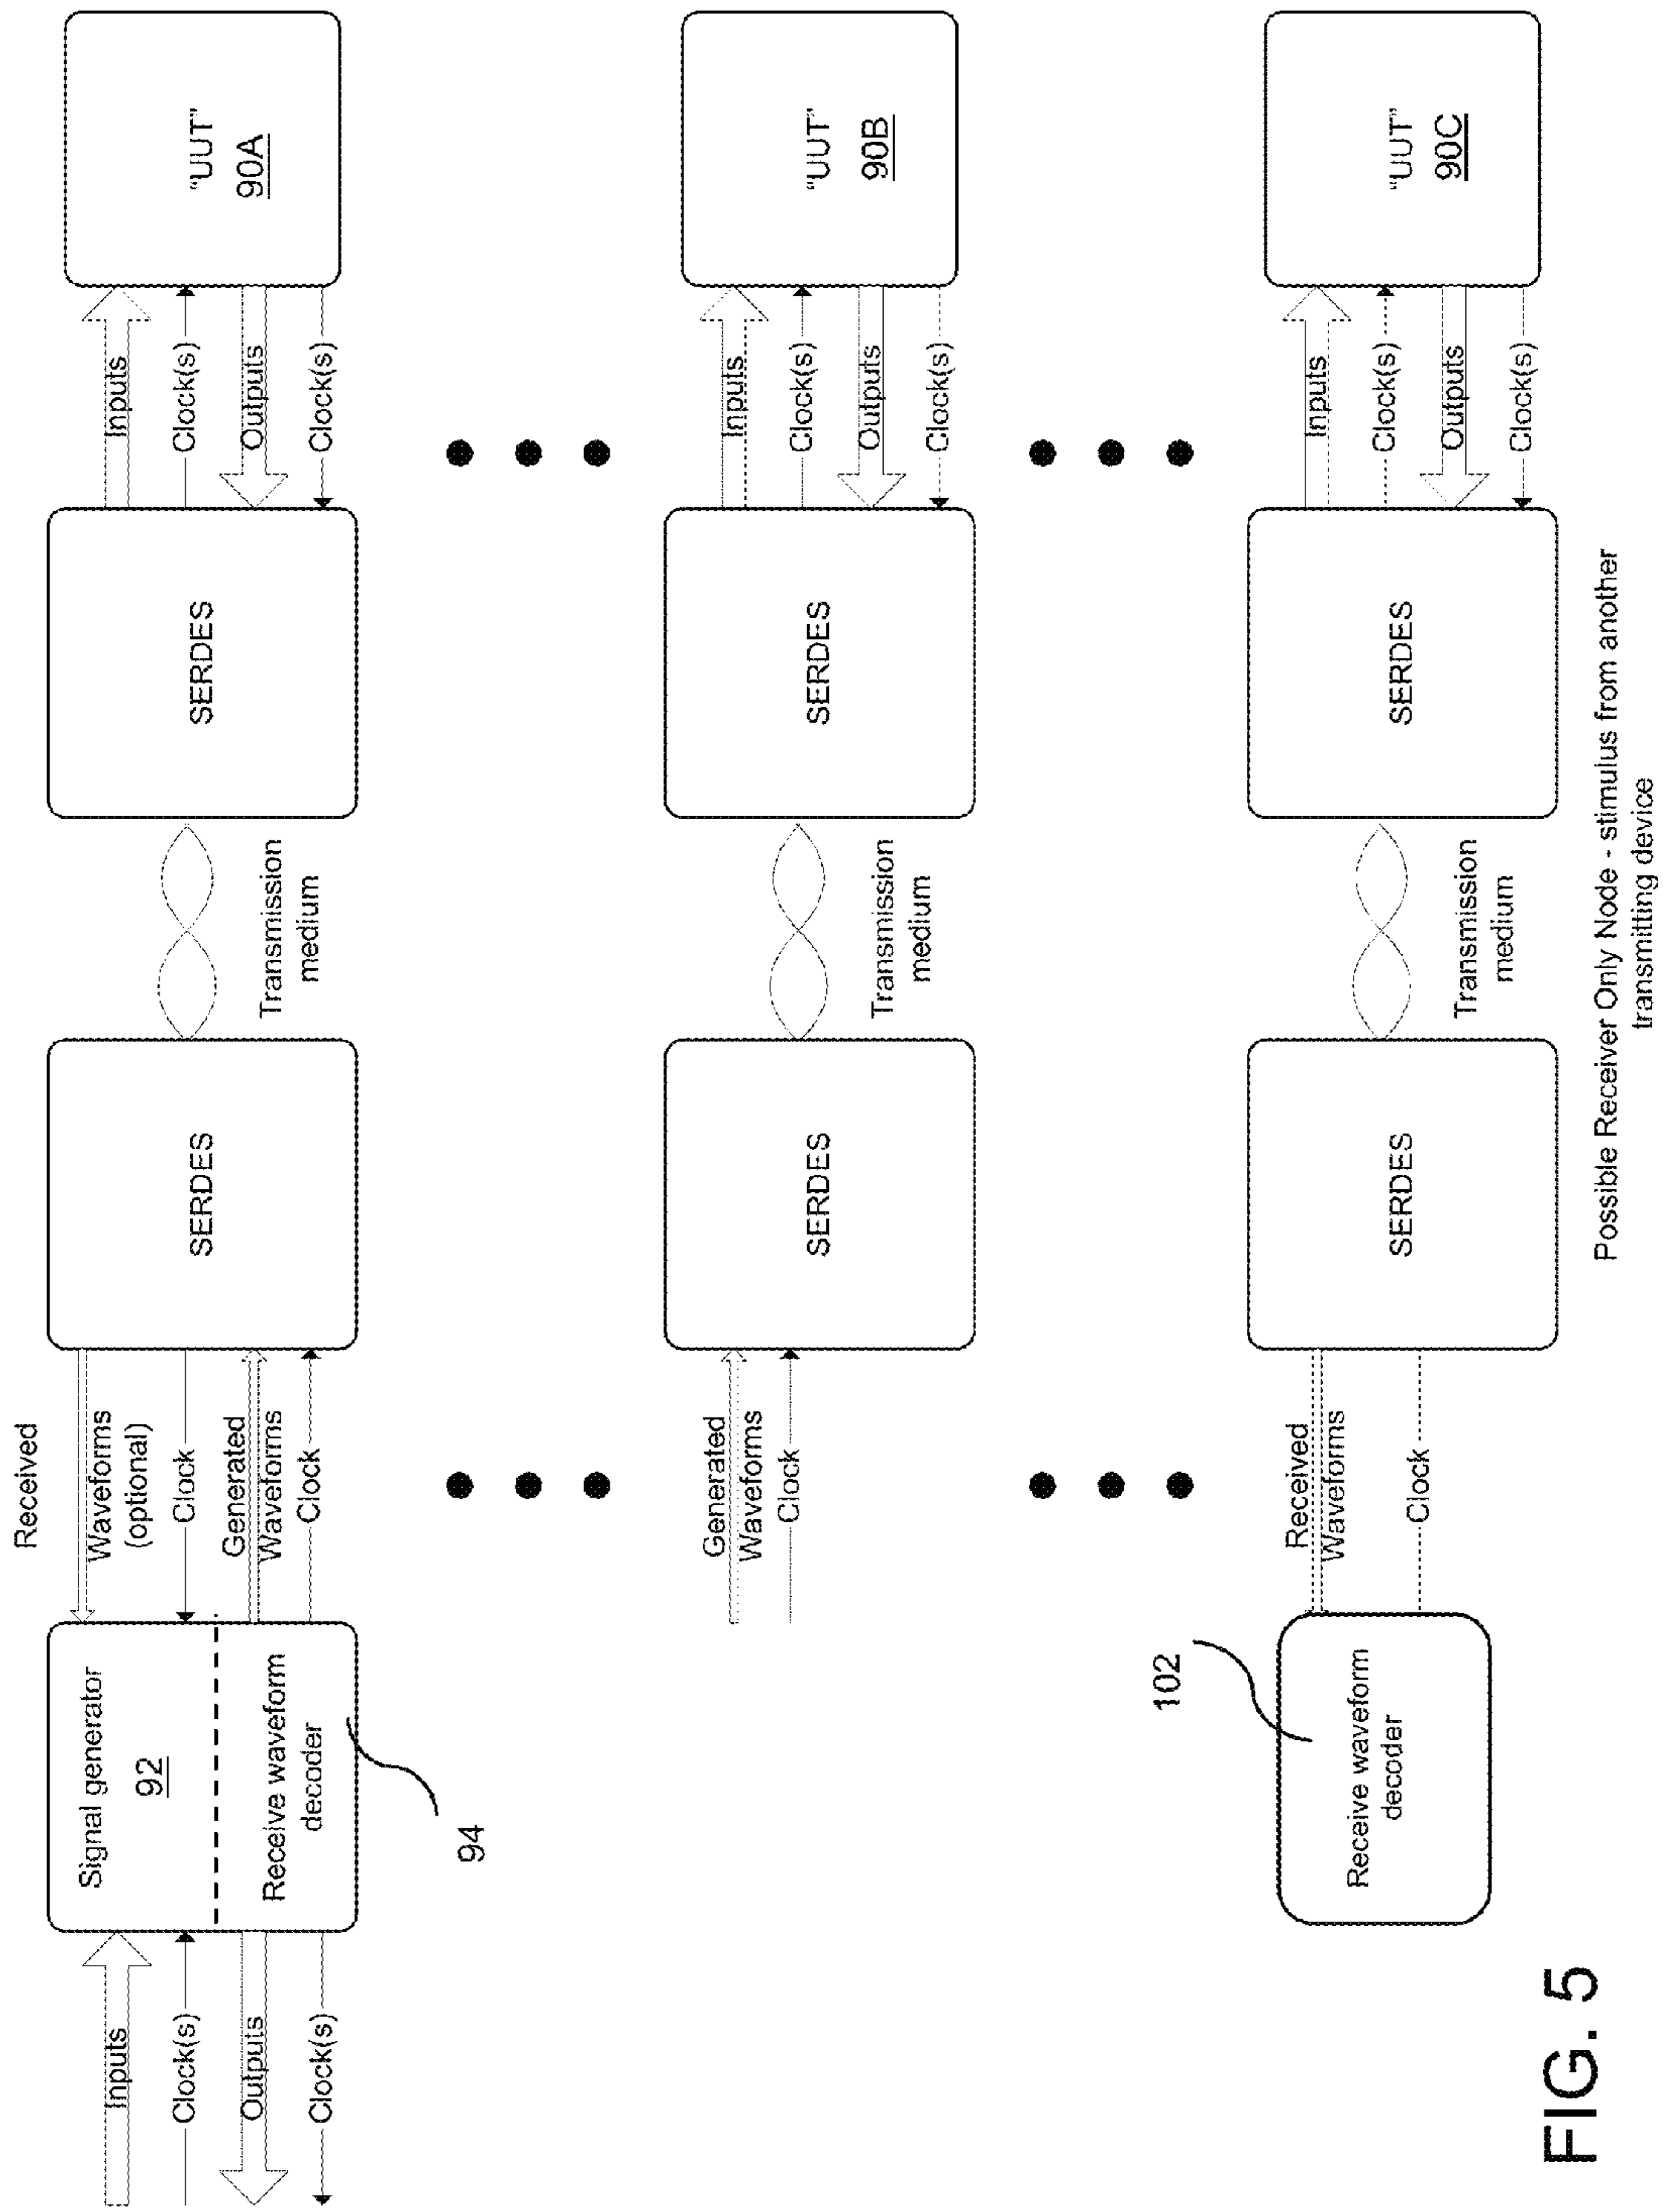 Inputs
Clock(s)
Outputs
Clock(s)
Signal generator
92
Receive waveform
decoder
94
Received
Waveforms
(optional)
Clock
Generated
Waveforms
Clock
SERDES
Transmission
medium
SERDES
Inputs
Clock(s)
Outputs
Clock(s)
"UUT"
90A
Generated
Waveforms
Clock
SERDES
Transmission
medium
SERDES
Inputs
Clock(s)
Outputs
Clock(s)
"UUT"
90B
102
Receive waveform
decoder
Received
Waveforms
Clock
SERDES
Transmission
medium
SERDES
Inputs
Clock(s)
Outputs
Clock(s)
"UUT"
90C
Possible Receiver Only Node - stimulus from another
transmitting device
FIG. 5